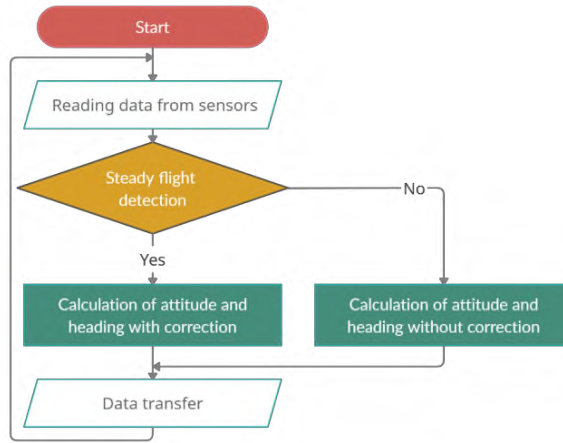 Start
Reading data from sensors
Steady flight
detection
No
Yes
Calculation of attitude and
heading with correction
Calculation of attitude and
heading without correction
Data transfer